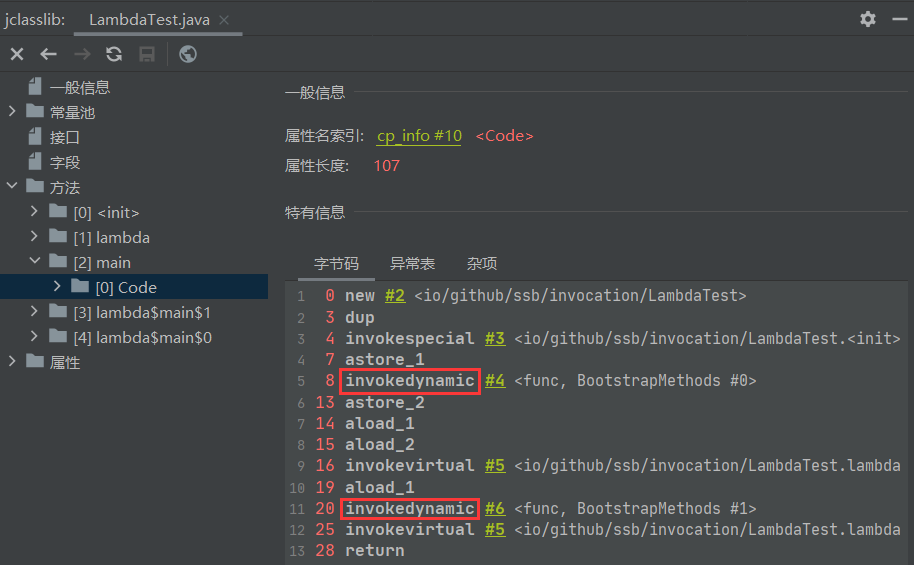 jclasslib: LambdaTest.java
一般信息
常量池
接口
字段
方法
[0] <init>
[1] lambda
[2] main
[0] Code
[3] lambda$main$1
[4] lambda$main$0
属性
一般信息
属性名索引: cp_info #10 <Code>
属性长度: 107
特有信息
字节码 异常表 杂项
1 0 new #2 <io/github/ssb/invocation/LambdaTest>
2 3 dup
3 4 invokespecial #3 <io/github/ssb/invocation/LambdaTest.<init>
4 7 astore_1
5 8 invokedynamic #4 <func, BootstrapMethods #0>
6 13 astore_2
7 14 aload_1
8 15 aload_2
9 16 invokevirtual #5 <io/github/ssb/invocation/LambdaTest.lambda
10 19 aload_1
11 20 invokedynamic #6 <func, BootstrapMethods #1>
12 25 invokevirtual #5 <io/github/ssb/invocation/LambdaTest.lambda
13 28 return